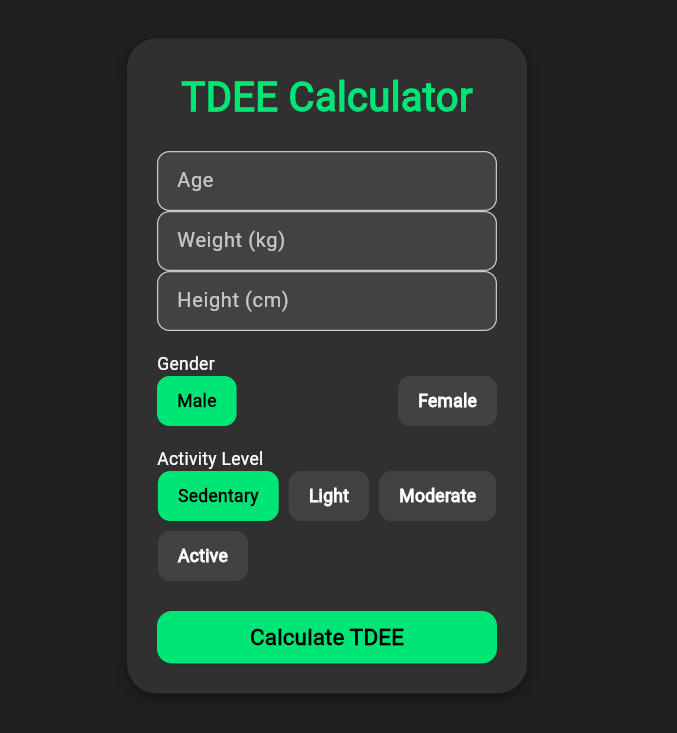 TDEE Calculator
Age
Weight (kg)
Height (cm)
Gender
Male Female
Activity Level
Sedentary Light Moderate
Active
Calculate TDEE